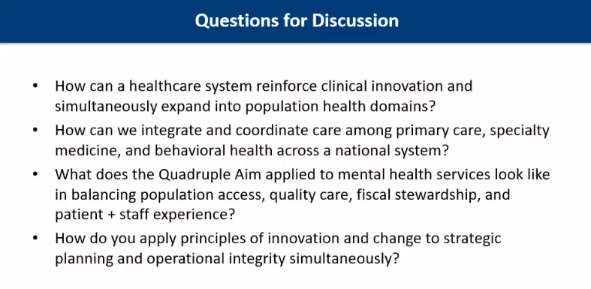 Questions for Discussion
• How can a healthcare system reinforce clinical innovation and
simultaneously expand into population health domains?
• How can we integrate and coordinate care among primary care, specialty
medicine, and behavioral health across a national system?
• What does the Quadruple Aim applied to mental health services look like
in balancing population access, quality care, fiscal stewardship, and
patient + staff experience?
• How do you apply principles of innovation and change to strategic
planning and operational integrity simultaneously?